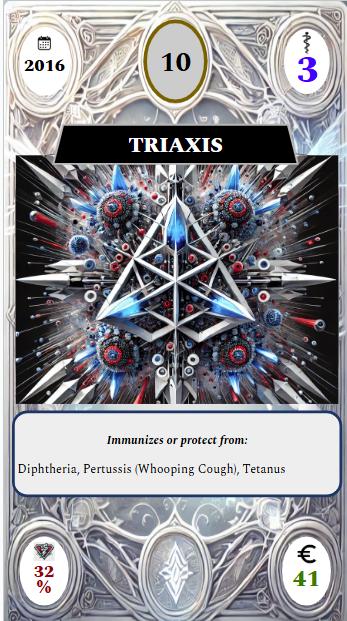 2016
10
3
TRIAXIS
Immunizes or protect from:
Diphtheria, Pertussis (Whooping Cough), Tetanus
32
%
€
41